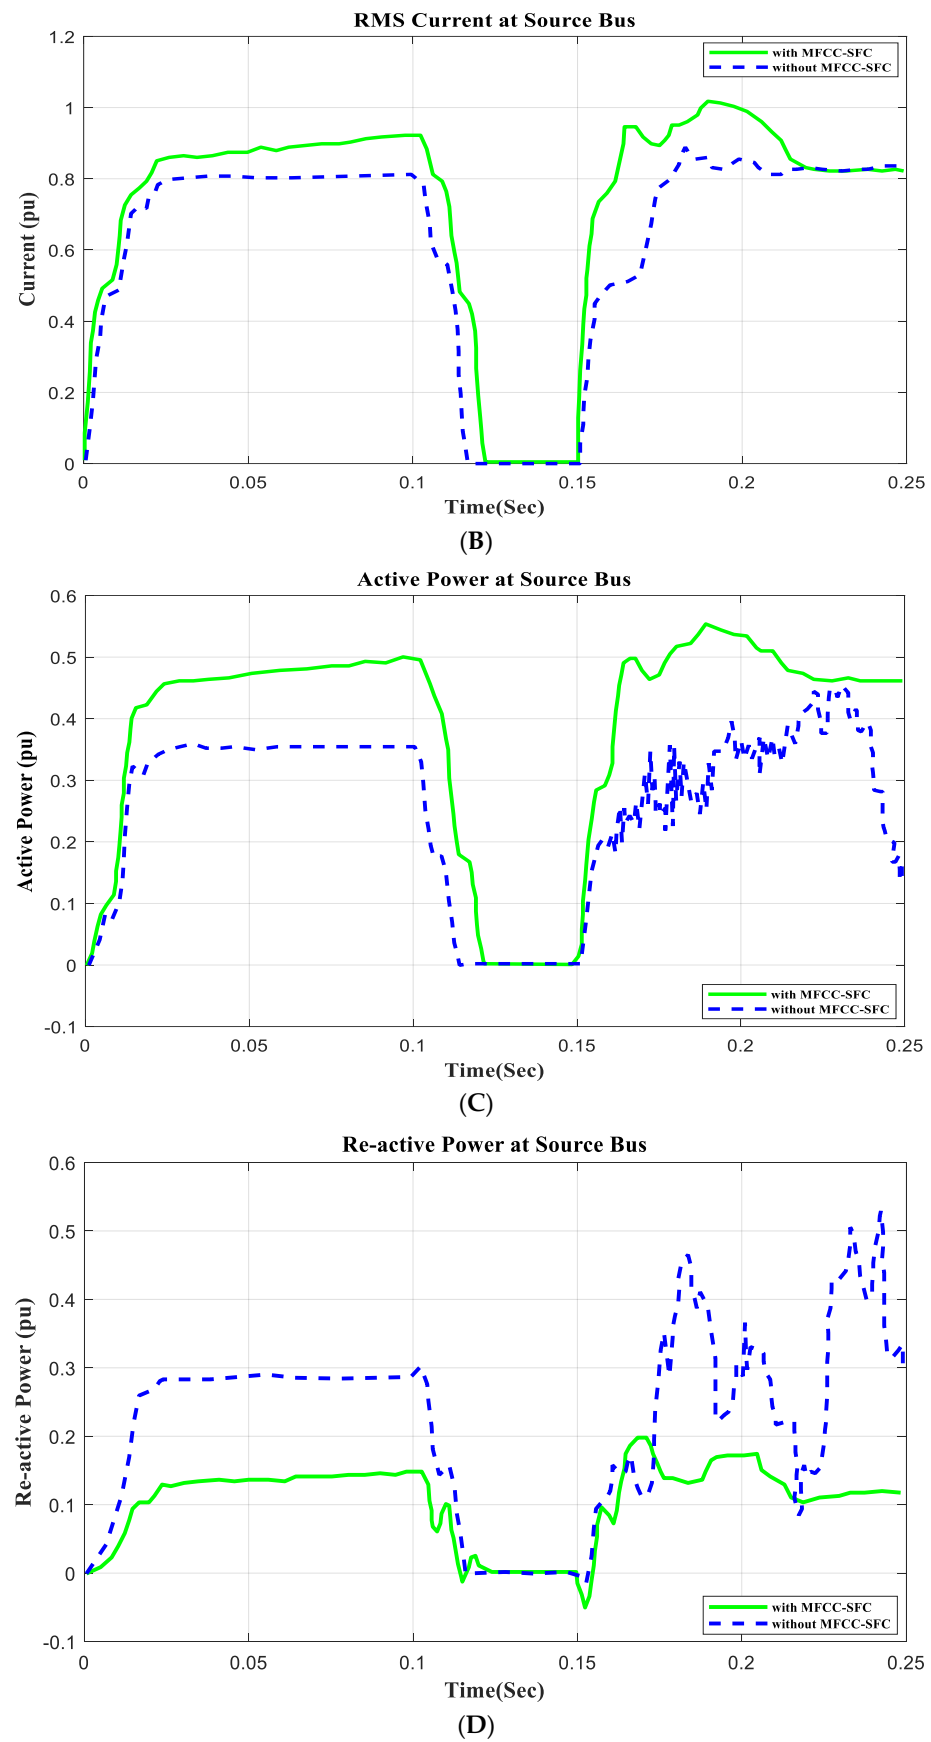 RMS Current at Source Bus
1.2
1
0.8
0.6
0.4
0.2
0
Current (pu)
with MFCC-SFC
without MFCC-SFC
0 0.05 0.1 0.15 0.2 0.25
Time(Sec)
(B)
Active Power at Source Bus
0.6
0.5
0.4
0.3
0.2
0.1
0
-0.1
Active Power (pu)
with MFCC-SFC
without MFCC-SFC
0 0.05 0.1 0.15 0.2 0.25
Time(Sec)
(C)
Re-active Power at Source Bus
0.6
0.5
0.4
0.3
0.2
0.1
0
-0.1
Re-active Power (pu)
with MFCC-SFC
without MFCC-SFC
0 0.05 0.1 0.15 0.2 0.25
Time(Sec)
(D)